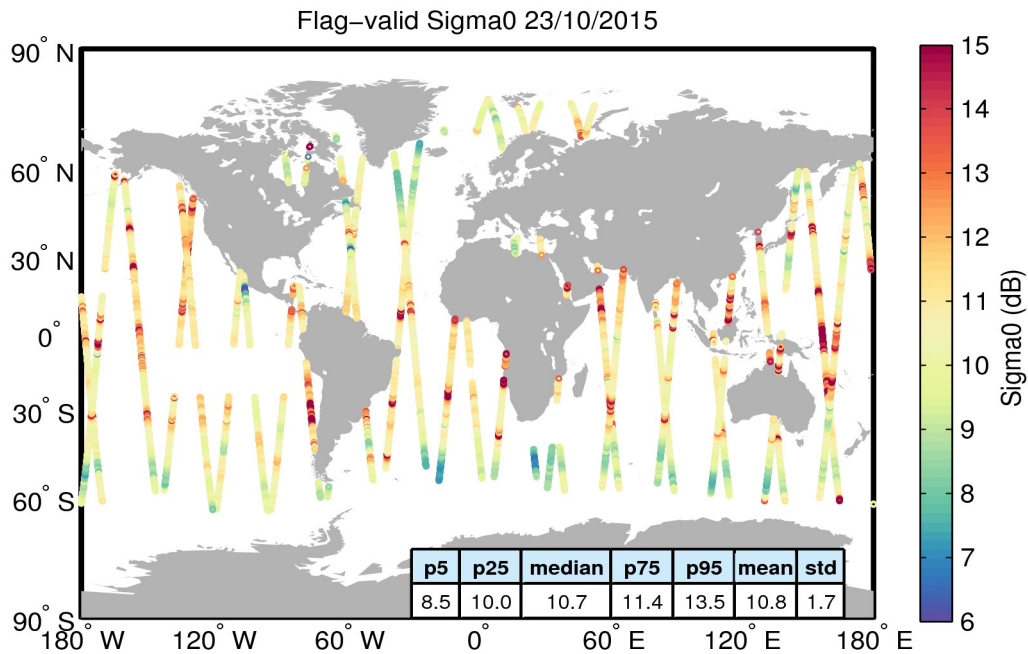 Flag−valid Sigma0 23/10/2015
90° N
60° N
30° N
0°
30° S
60° S
90° S
180° W
120° W
60° W
0°
60° E
120° E
180° E
15
14
13
12
11
10
9
8
7
6
Sigma0 (dB)
p5 p25 median p75 p95 mean std
8.5 10.0 10.7 11.4 13.5 10.8 1.7